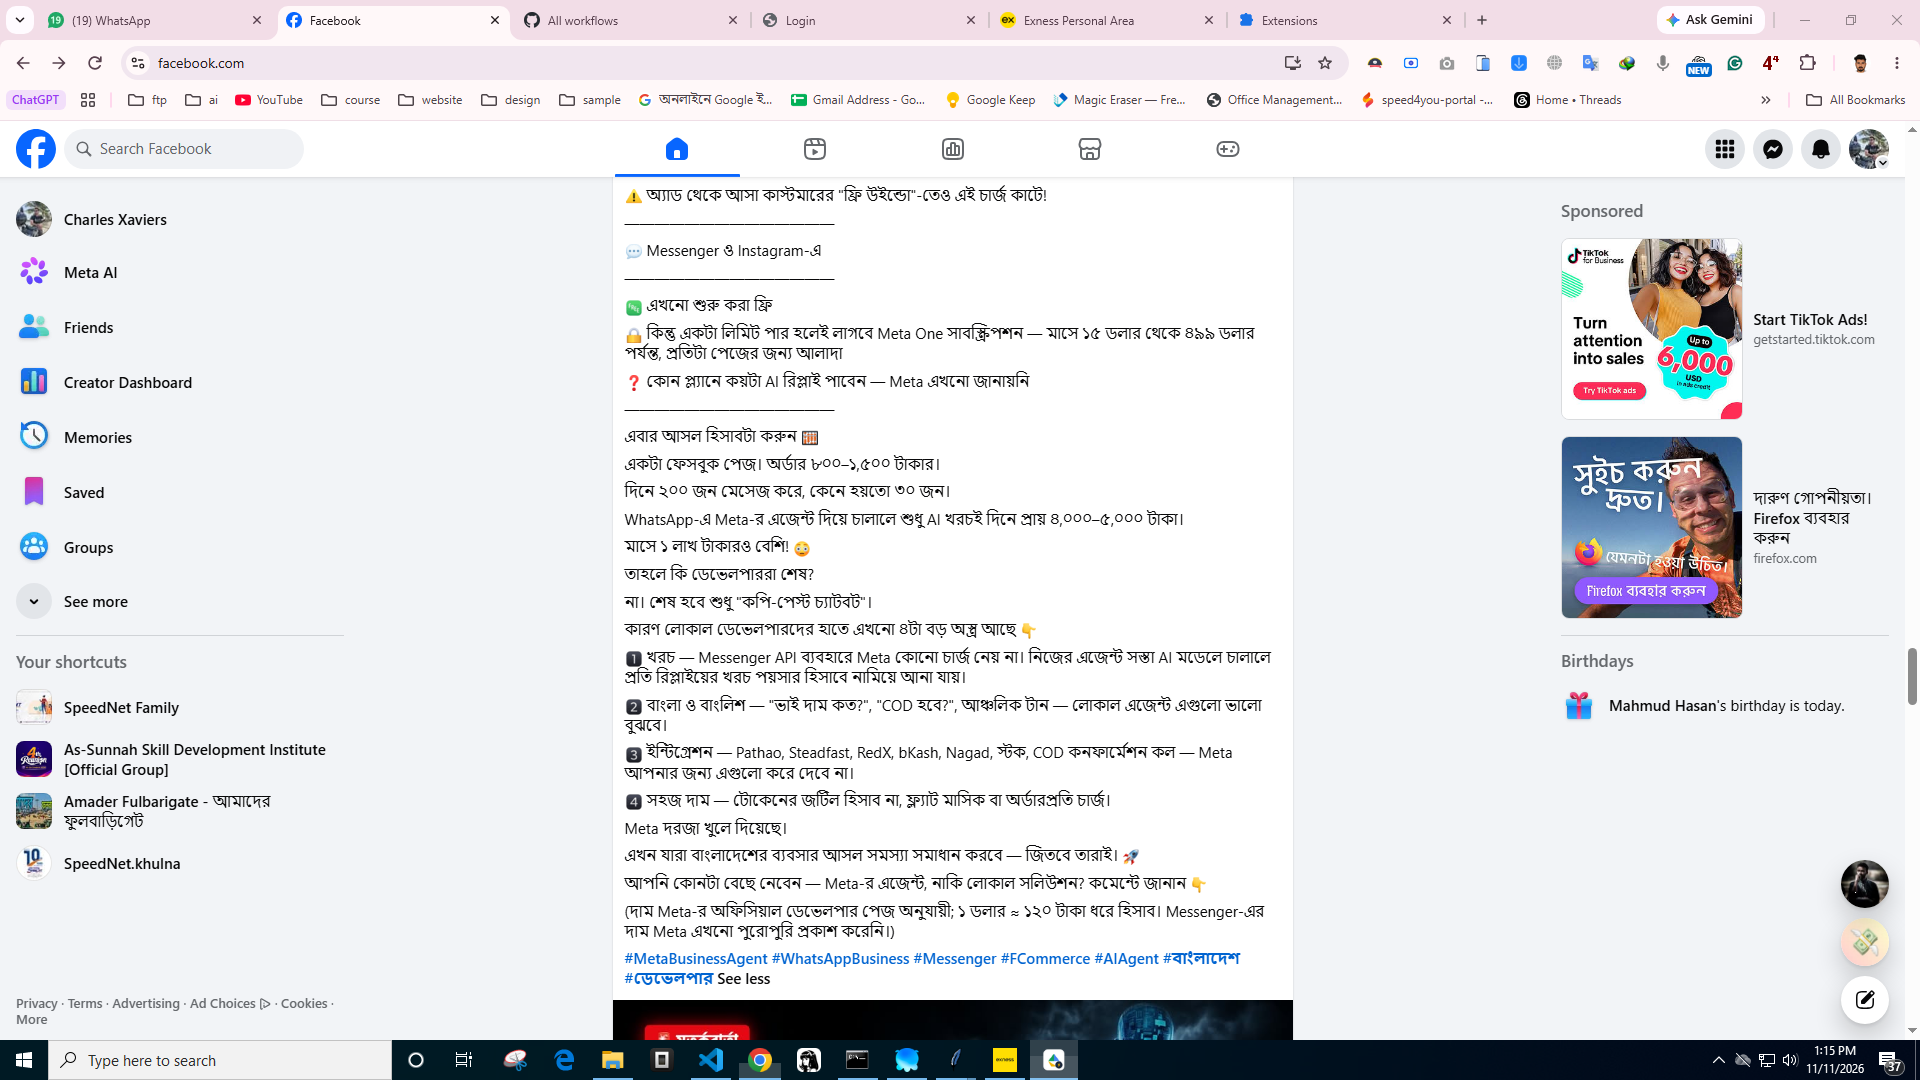 (19) WhatsApp
Facebook
All workflows
Login
Exness Personal Area
Extensions
Ask Gemini
facebook.com
NEW
ChatGPT
ftp
ai
YouTube
course
website
design
sample
অনলাইনে Google ই...
Gmail Address - Go...
Google Keep
Magic Eraser — Fre...
Office Management...
speed4you-portal -...
Home • Threads
All Bookmarks
Search Facebook
Charles Xaviers
Meta AI
Friends
Creator Dashboard
Memories
Saved
Groups
See more
Your shortcuts
SpeedNet Family
As-Sunnah Skill Development Institute
[Official Group]
Amader Fulbarigate - আমাদের
ফুলবাড়িগেট
SpeedNet.khulna
Privacy · Terms · Advertising · Ad Choices · Cookies ·
More
⚠️ অ্যাড থেকে আসা কাস্টমারের "ফ্রি উইন্ডো"-তেও এই চার্জ কাটে!
——————————————
💬 Messenger ও Instagram-এ
——————————————
🆓 এখনো শুরু করা ফ্রি
🔒 কিন্তু একটা লিমিট পার হলেই লাগবে Meta One সাবস্ক্রিপশন — মাসে ১৫ ডলার থেকে ৪৯৯ ডলার
পর্যন্ত, প্রতিটা পেজের জন্য আলাদা
❓ কোন প্ল্যানে কয়টা AI রিপ্লাই পাবেন — Meta এখনো জানায়নি
——————————————
এবার আসল হিসাবটা করুন 🧮
একটা ফেসবুক পেজ। অর্ডার ৮০০–১,৫০০ টাকার।
দিনে ২০০ জন মেসেজ করে, কেনে হয়তো ৩০ জন।
WhatsApp-এ Meta-র এজেন্ট দিয়ে চালালে শুধু AI খরচই দিনে প্রায় ৪,০০০–৫,০০০ টাকা।
মাসে ১ লাখ টাকারও বেশি! 😳
তাহলে কি ডেভেলপাররা শেষ?
না। শেষ হবে শুধু "কপি-পেস্ট চ্যাটবট"।
কারণ লোকাল ডেভেলপারদের হাতে এখনো ৪টা বড় অস্ত্র আছে 👇
1️⃣ খরচ — Messenger API ব্যবহারে Meta কোনো চার্জ নেয় না। নিজের এজেন্ট সস্তা AI মডেলে চালালে
প্রতি রিপ্লাইয়ের খরচ পয়সার হিসাবে নামিয়ে আনা যায়।
2️⃣ বাংলা ও বাংলিশ — "ভাই দাম কত?", "COD হবে?", আঞ্চলিক টান — লোকাল এজেন্ট এগুলো ভালো
বুঝবে।
3️⃣ ইন্টিগ্রেশন — Pathao, Steadfast, RedX, bKash, Nagad, স্টক, COD কনফার্মেশন কল — Meta
আপনার জন্য এগুলো করে দেবে না।
4️⃣ সহজ দাম — টোকেনের জটিল হিসাব না, ফ্ল্যাট মাসিক বা অর্ডারপ্রতি চার্জ।
Meta দরজা খুলে দিয়েছে।
এখন যারা বাংলাদেশের ব্যবসার আসল সমস্যা সমাধান করবে — জিতবে তারাই। 🚀
আপনি কোনটা বেছে নেবেন — Meta-র এজেন্ট, নাকি লোকাল সলিউশন? কমেন্টে জানান 👇
(দাম Meta-র অফিসিয়াল ডেভেলপার পেজ অনুযায়ী; ১ ডলার ≈ ১২০ টাকা ধরে হিসাব। Messenger-এর
দাম Meta এখনো পুরোপুরি প্রকাশ করেনি।)
#MetaBusinessAgent #WhatsAppBusiness #Messenger #FCommerce #AIAgent #বাংলাদেশ
#ডেভেলপার See less
Sponsored
TikTok
for Business
Turn
attention
into sales
Up to
6,000
USD
in ads credit
Try TikTok ads
Start TikTok Ads!
getstarted.tiktok.com
সুইচ করুন
দ্রুত।
যেমনটা হওয়া উচিত।
Firefox ব্যবহার করুন
দারুণ গোপনীয়তা।
Firefox ব্যবহার
করুন
firefox.com
Birthdays
Mahmud Hasan's birthday is today.
Type here to search
exness
1:15 PM
11/11/2026
37